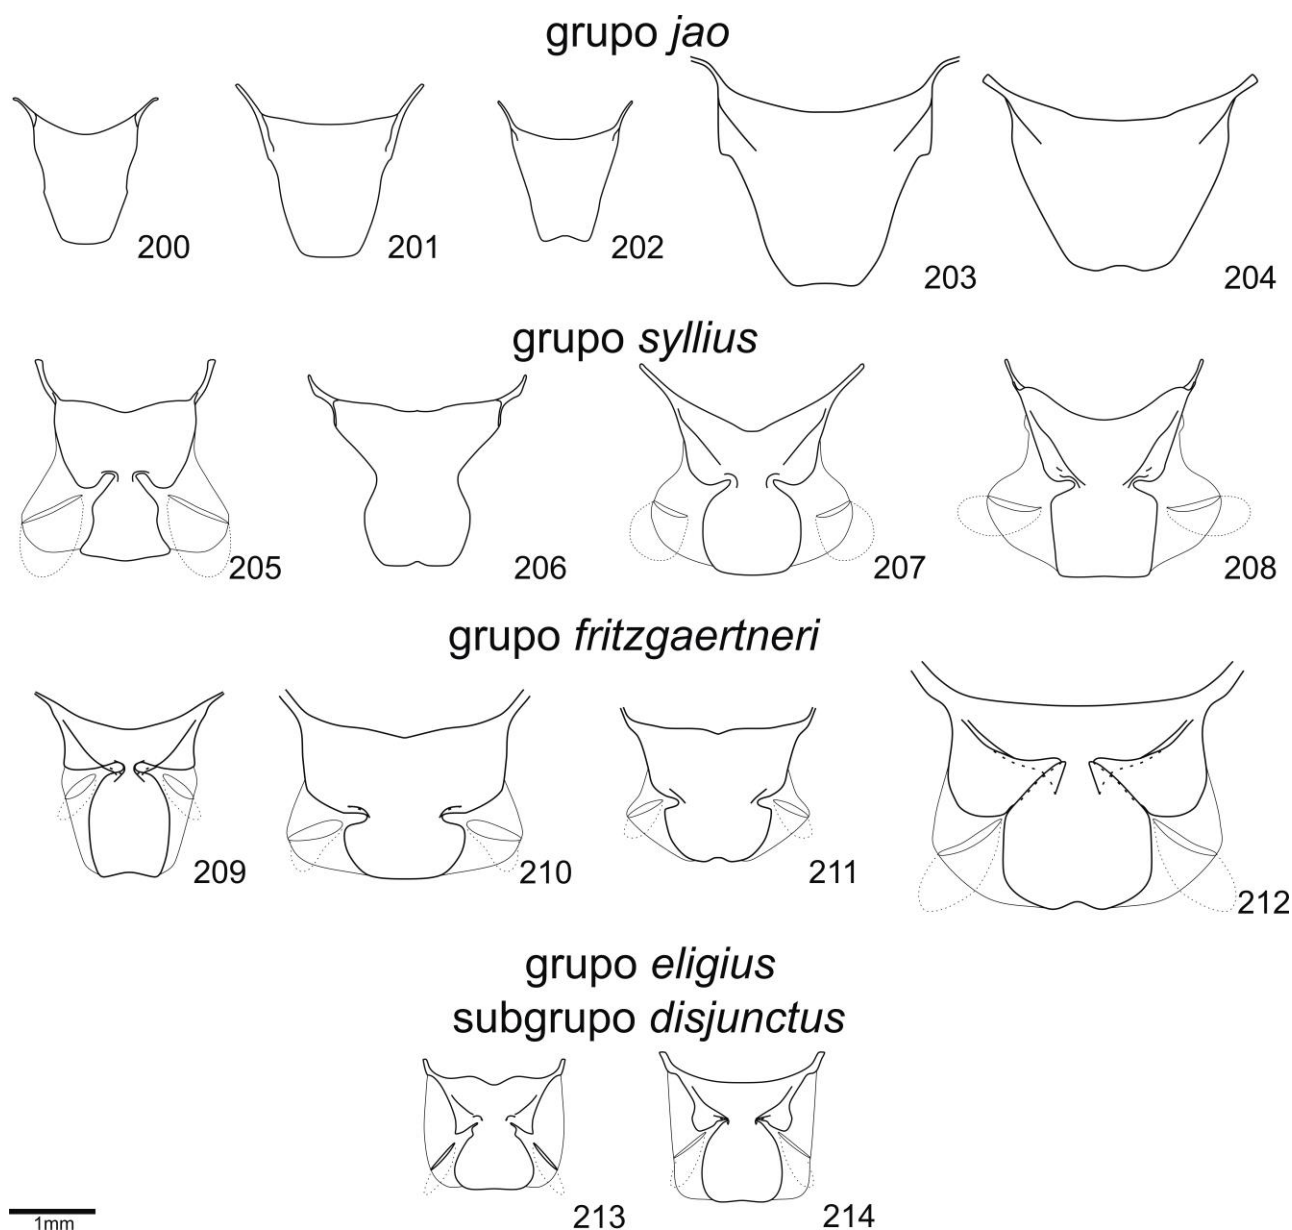 grupo jao
200 201 202 203 204
grupo syllius
205 206 207 208
grupo fritzgaertneri
209 210 211 212
grupo eligius
subgrupo disjunctus
213 214
1mm